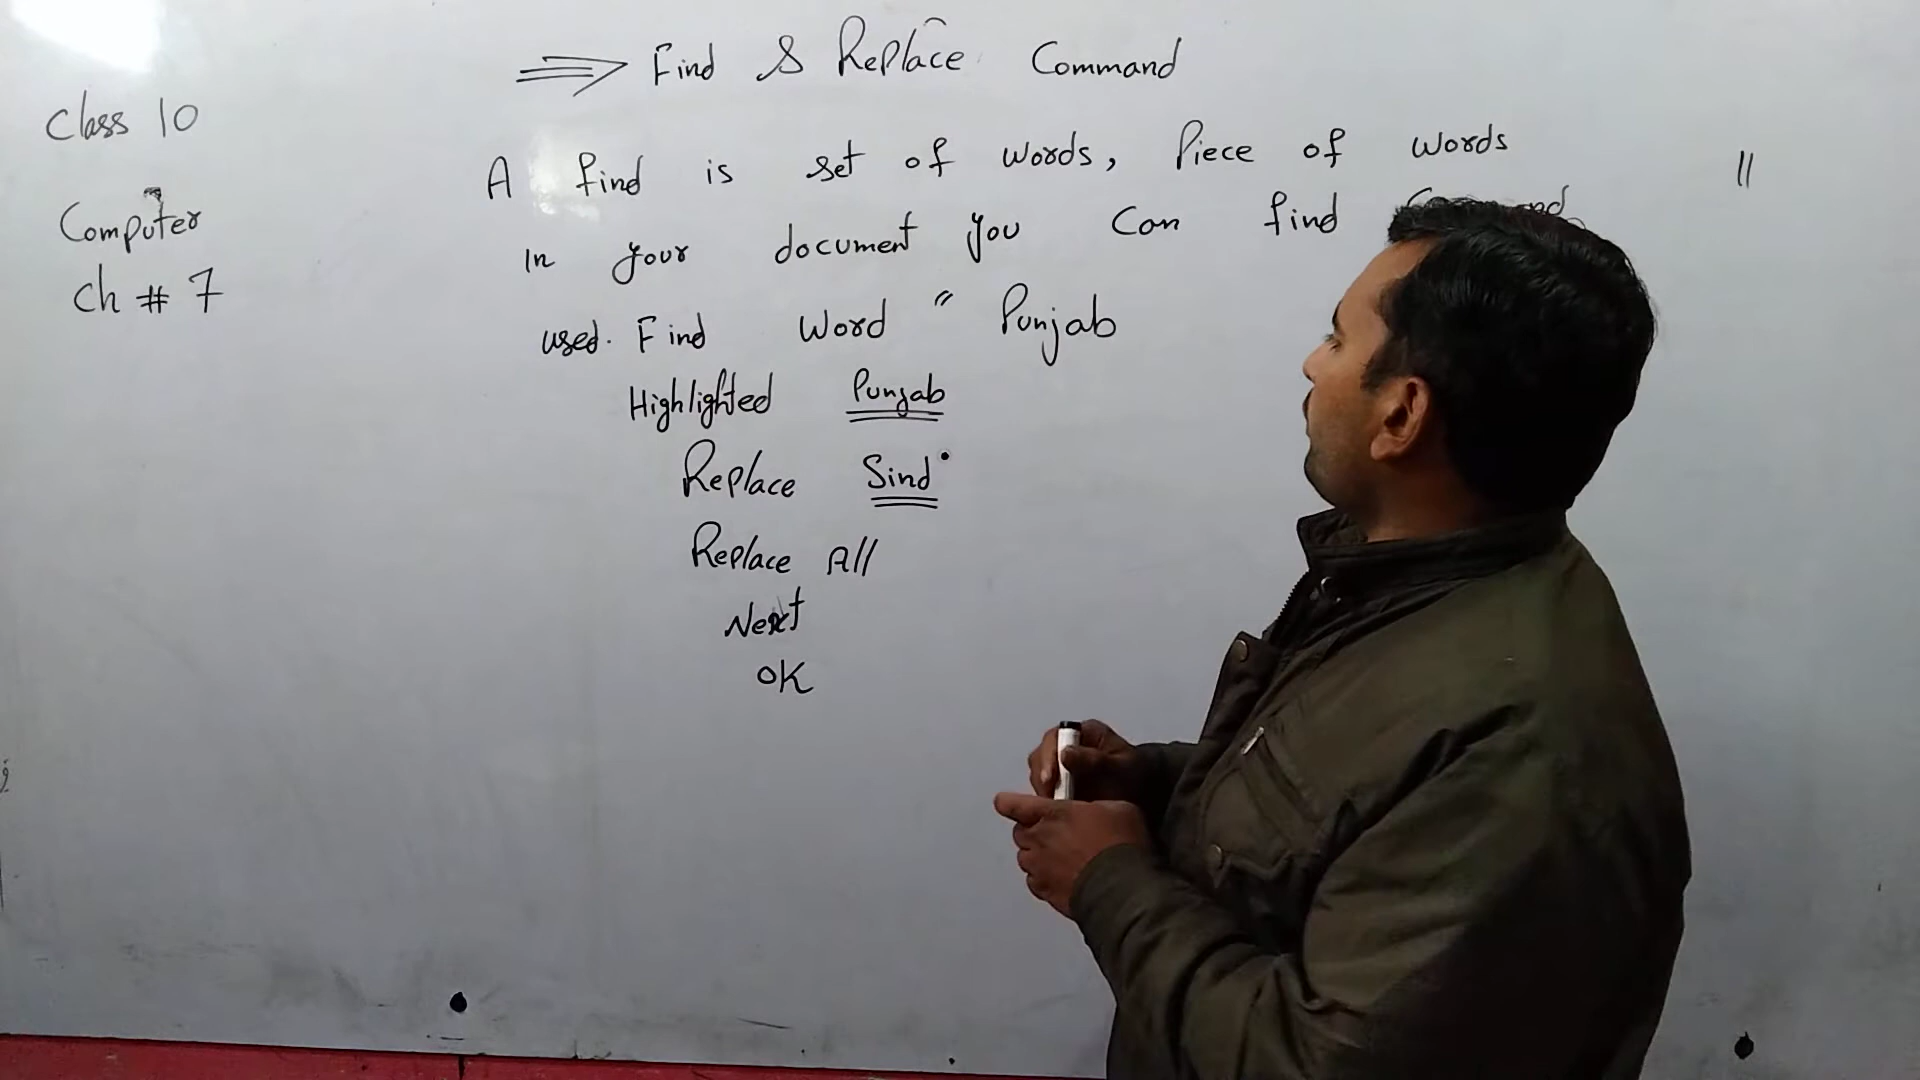 Class 10
Computer
Ch # 7
⇒ Find & Replace Command
A find is set of words, Piece of words
In your document you Can find
used. Find Word " Punjab
Highlighted Punjab
Replace Sind
Replace All
Next
OK
"